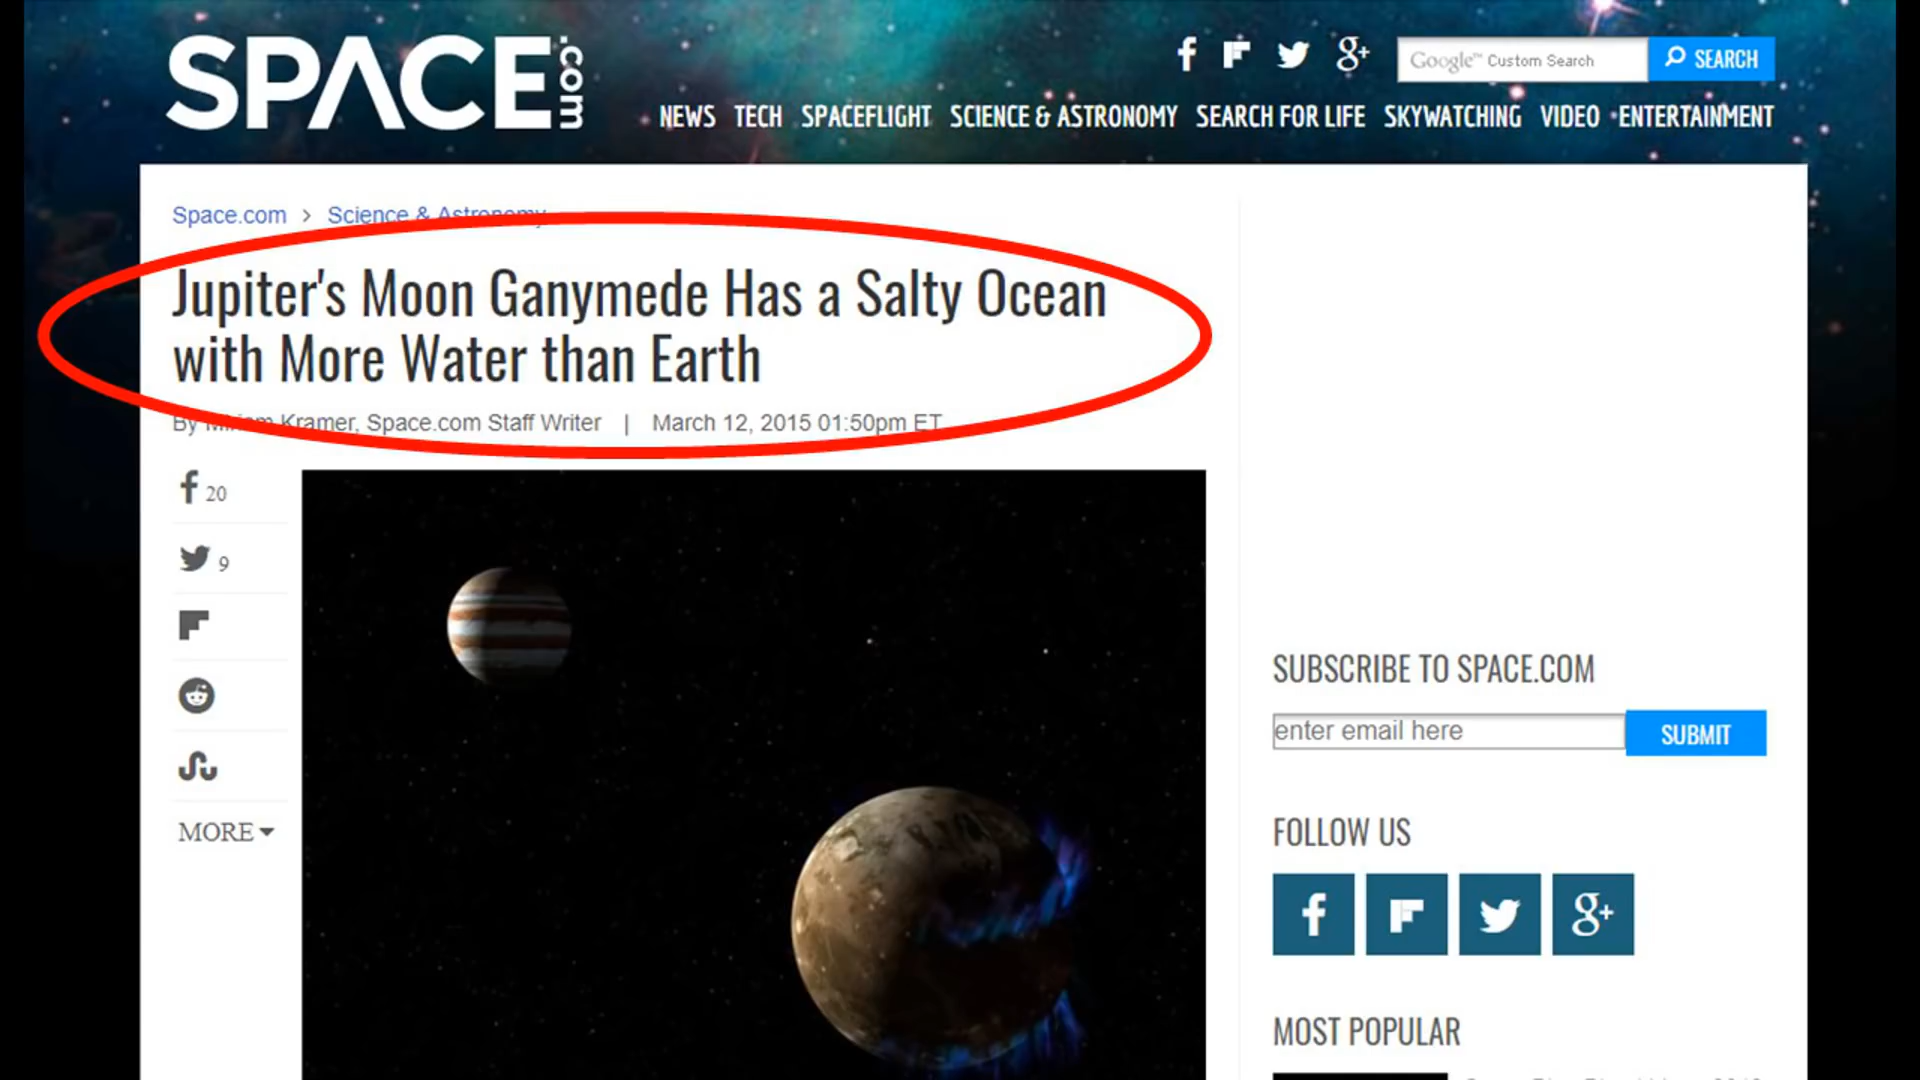 SPACE.com
Google™ Custom Search
SEARCH
NEWS TECH SPACEFLIGHT SCIENCE & ASTRONOMY SEARCH FOR LIFE SKYWATCHING VIDEO ENTERTAINMENT
Space.com > Science & Astronomy
Jupiter's Moon Ganymede Has a Salty Ocean
with More Water than Earth
By Miriam Kramer, Space.com Staff Writer | March 12, 2015 01:50pm ET
20
9
MORE
SUBSCRIBE TO SPACE.COM
enter email here
SUBMIT
FOLLOW US
MOST POPULAR